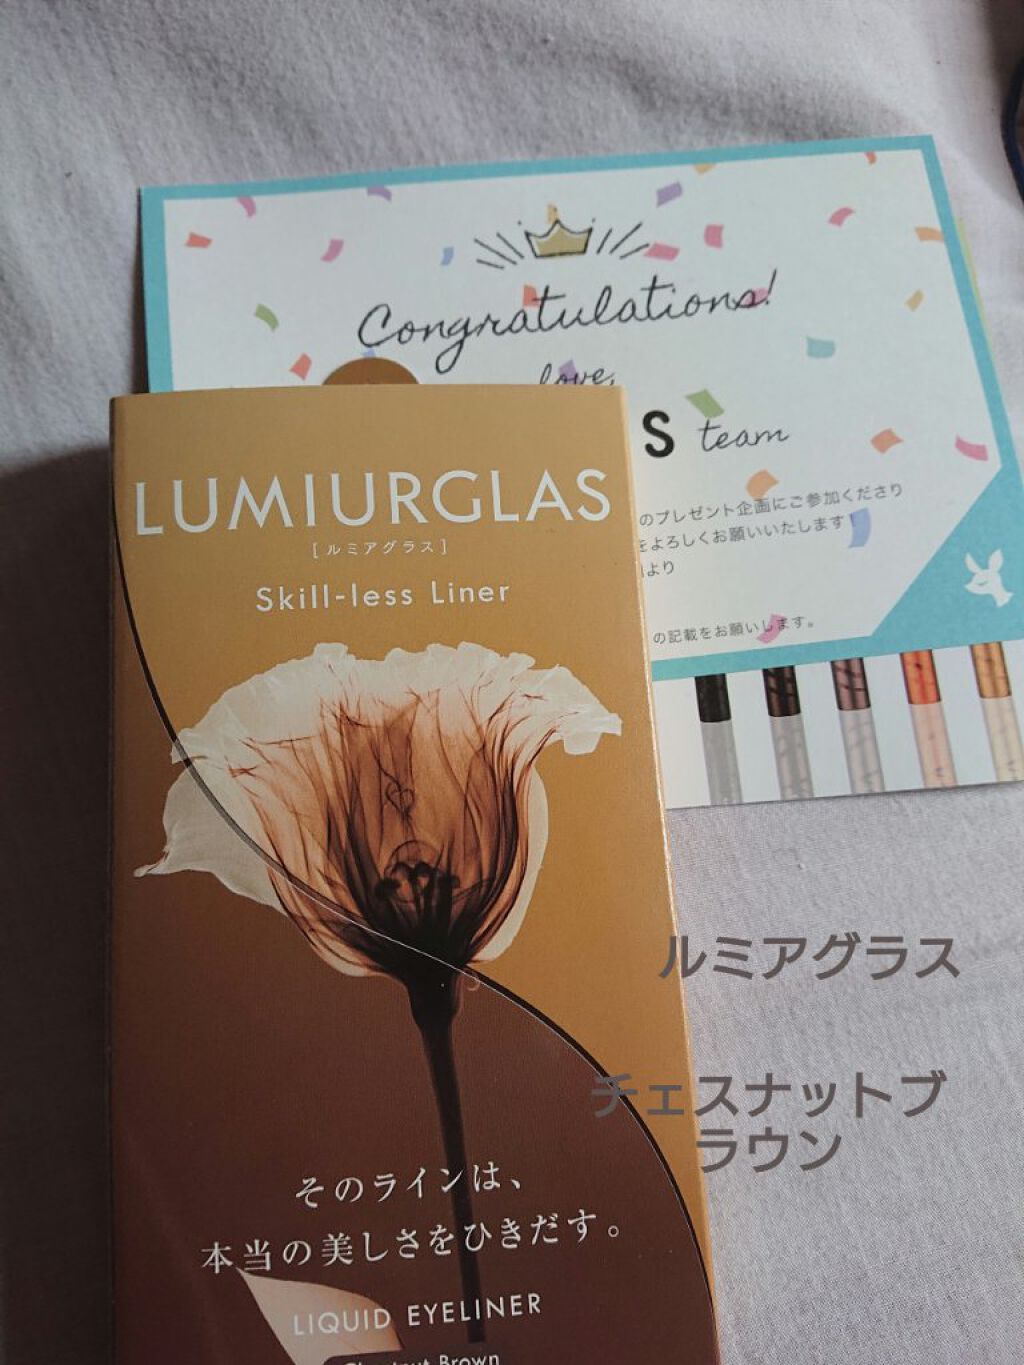 Congratulations!
love,
S team
のプレゼント企画にご参加くださり
をよろしくお願いいたします!
より
の記載をお願いします。
LUMIURGLAS
[ルミアグラス]
Skill-less Liner
ルミアグラス
チェスナットブ
ラウン
そのラインは、
本当の美しさをひきだす。
LIQUID EYELINER
Chestnut Brown